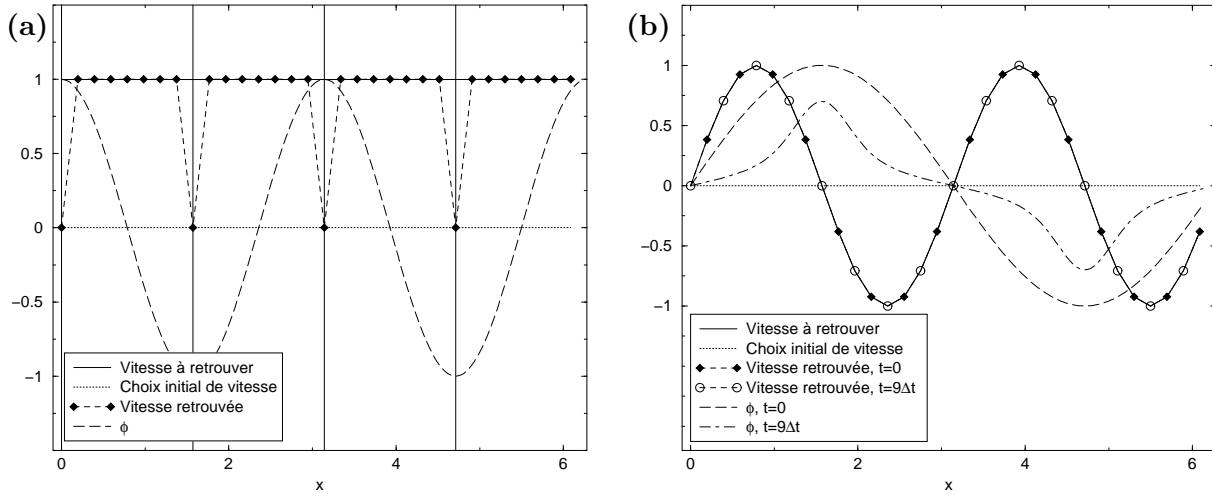 (a)
1
0.5
0
−0.5
−1
0
2
4
6
x
Vitesse à retrouver
Choix initial de vitesse
Vitesse retrouvée
ϕ
(b)
1
0.5
0
−0.5
−1
0
2
4
6
x
Vitesse à retrouver
Choix initial de vitesse
Vitesse retrouvée, t=0
Vitesse retrouvée, t=9Δt
ϕ, t=0
ϕ, t=9Δt